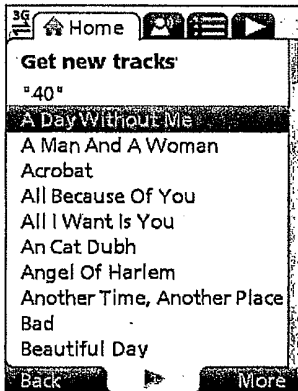 3G
Home
Get new tracks
"40"
A Day Without Me
A Man And A Woman
Acrobat
All Because Of You
All I Want Is You
An Cat Dubh
Angel Of Harlem
Another Time, Another Place
Bad
Beautiful Day
Back More